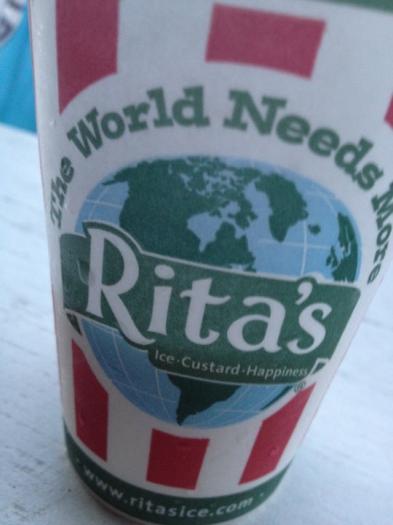 The World Needs More
Rita's
Ice·Custard·Happiness®
· www.ritasice.com ·